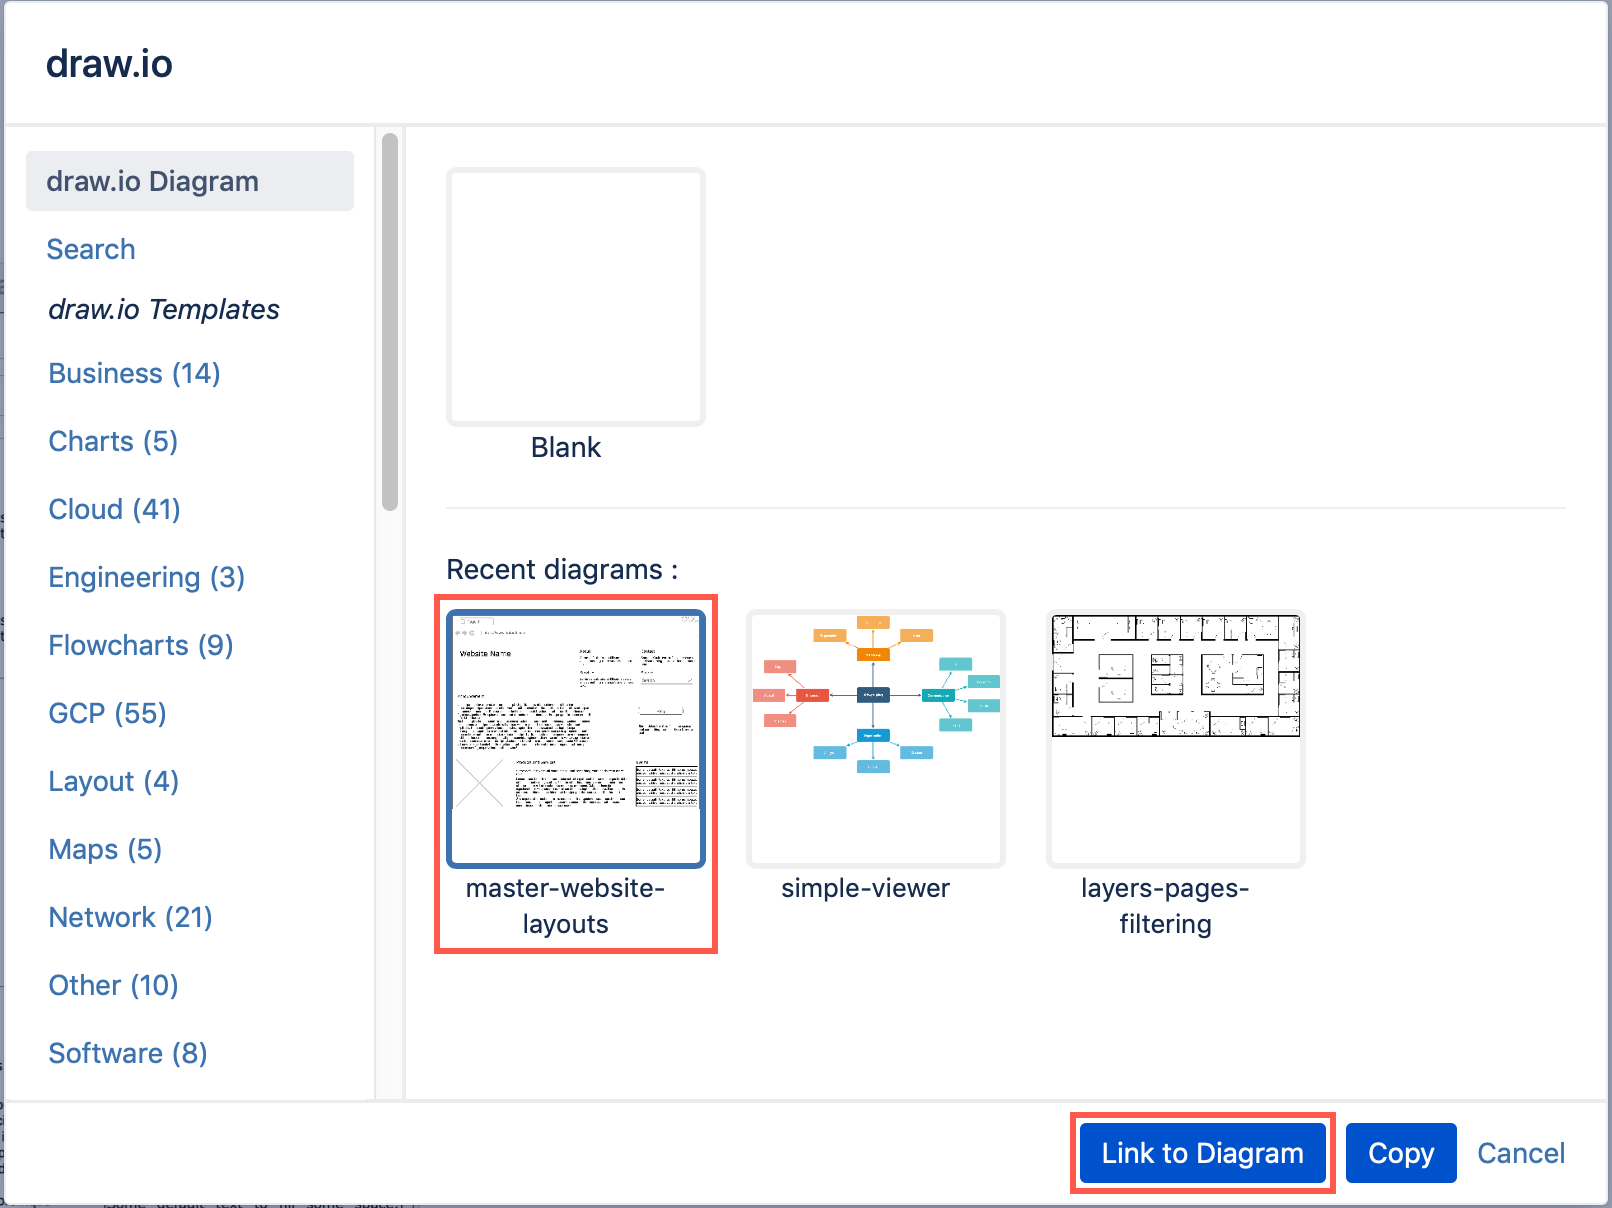 draw.io
draw.io Diagram
Search
draw.io Templates
Business (14)
Charts (5)
Cloud (41)
Engineering (3)
Flowcharts (9)
GCP (55)
Layout (4)
Maps (5)
Network (21)
Other (10)
Software (8)
Blank
Recent diagrams :
Website Name
master-website-
layouts
simple-viewer
layers-pages-
filtering
Link to Diagram
Copy
Cancel